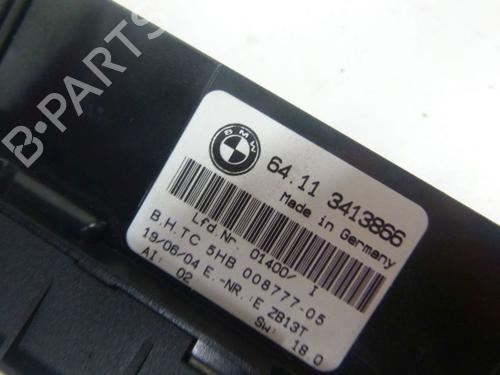 B-PARTS
BMW
64.11 3413866
Made in Germany
Lfd.Nr. 01400/ I
B.H.TC 5HB 008777.05
19/06/04 E.-NR.:E ZB13T
AI: 02 SW: 18.0